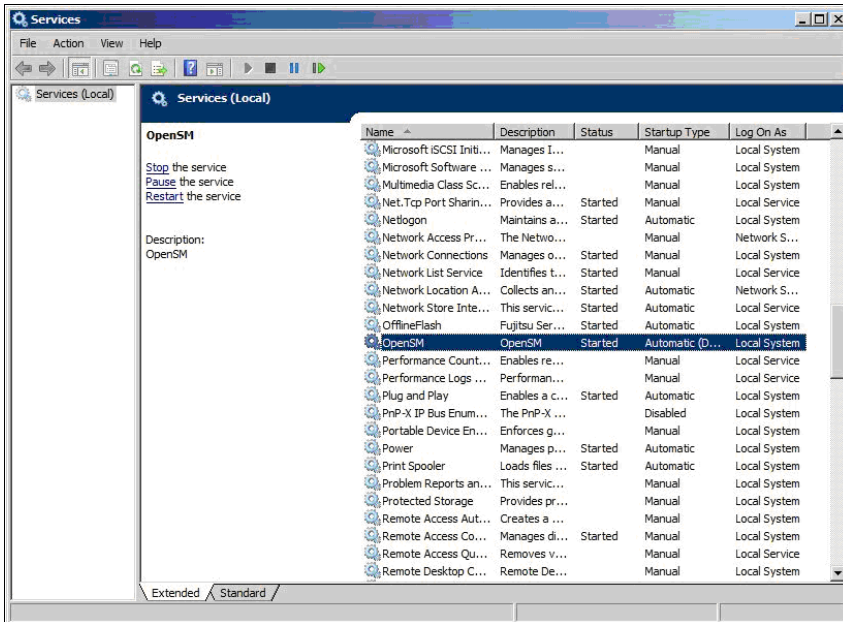 Services
File Action View Help
Services (Local)
Services (Local)
OpenSM
Stop the service
Pause the service
Restart the service
Description:
OpenSM
Name Description Status Startup Type Log On As
Microsoft iSCSI Initi... Manages I... Manual Local System
Microsoft Software ... Manages s... Manual Local System
Multimedia Class Sc... Enables rel... Manual Local System
Net.Tcp Port Sharin... Provides a... Started Manual Local Service
Netlogon Maintains a... Started Automatic Local System
Network Access Pr... The Netwo... Manual Network S...
Network Connections Manages o... Started Manual Local System
Network List Service Identifies t... Started Manual Local Service
Network Location A... Collects an... Started Automatic Network S...
Network Store Inte... This servic... Started Automatic Local Service
OfflineFlash Fujitsu Ser... Started Automatic Local System
OpenSM OpenSM Started Automatic (D... Local System
Performance Count... Enables re... Manual Local Service
Performance Logs ... Performan... Manual Local Service
Plug and Play Enables a c... Started Automatic Local System
PnP-X IP Bus Enum... The PnP-X ... Disabled Local System
Portable Device En... Enforces g... Manual Local System
Power Manages p... Started Automatic Local System
Print Spooler Loads files ... Started Automatic Local System
Problem Reports an... This servic... Manual Local System
Protected Storage Provides pr... Manual Local System
Remote Access Aut... Creates a ... Manual Local System
Remote Access Co... Manages di... Started Manual Local System
Remote Access Qu... Removes v... Manual Local Service
Remote Desktop C... Remote De... Manual Local System
Extended Standard